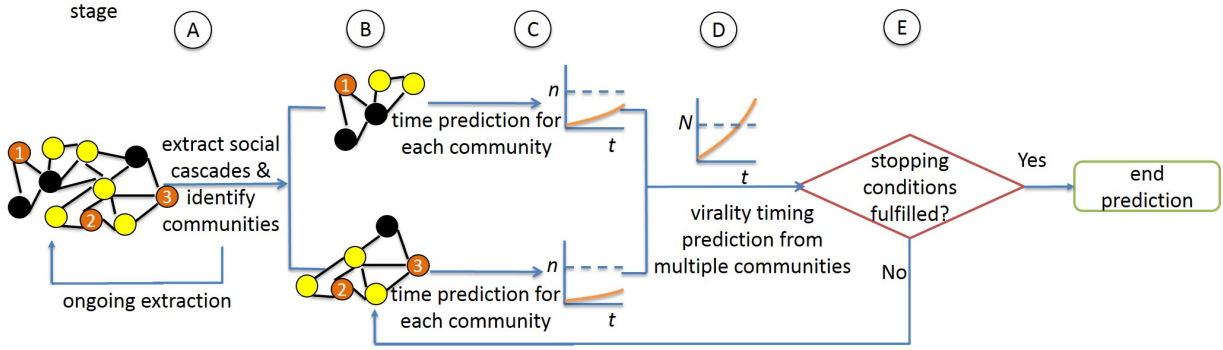 stage
A
B
C
D
E
1
2
3
extract social
cascades &
identify
communities
ongoing extraction
1
2
3
time prediction for
each community
time prediction for
each community
n
t
n
t
N
t
virality timing
prediction from
multiple communities
stopping
conditions
fulfilled?
Yes
No
end
prediction